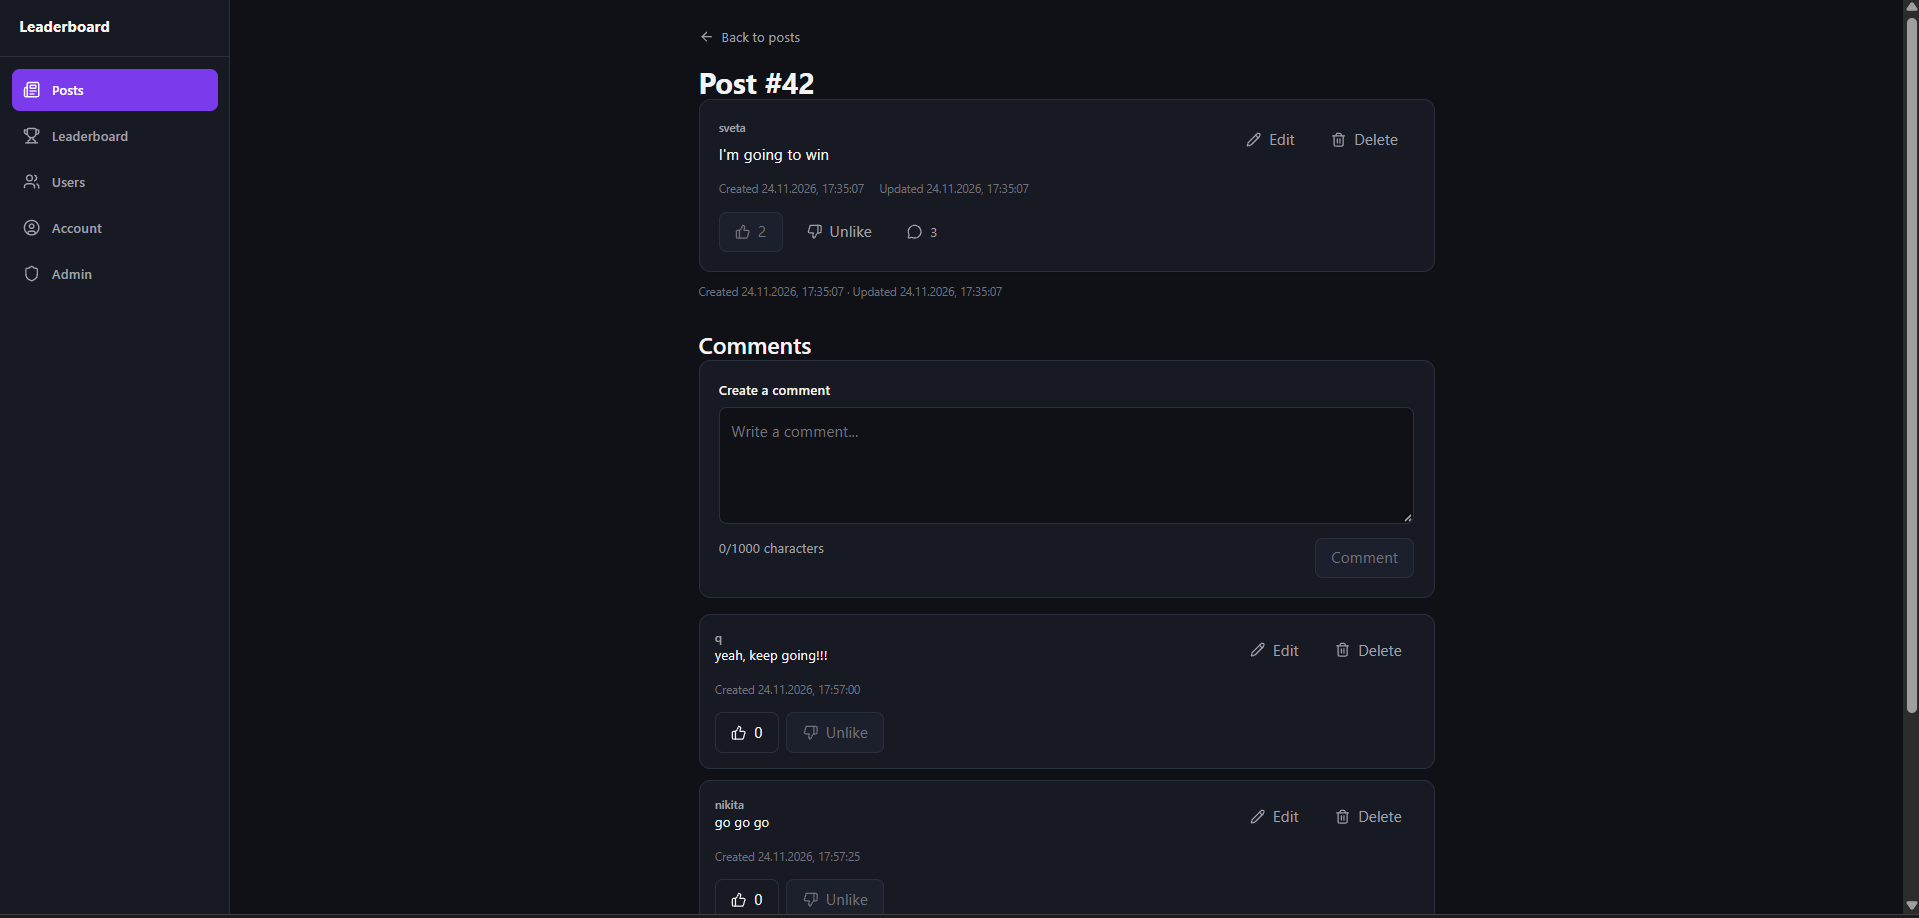 Leaderboard
Posts
Leaderboard
Users
Account
Admin
Back to posts
Post #42
sveta
Edit
Delete
I'm going to win
Created 24.11.2026, 17:35:07 Updated 24.11.2026, 17:35:07
2
Unlike
3
Created 24.11.2026, 17:35:07 · Updated 24.11.2026, 17:35:07
Comments
Create a comment
Write a comment...
0/1000 characters
Comment
q
Edit
Delete
yeah, keep going!!!
Created 24.11.2026, 17:57:00
0
Unlike
nikita
Edit
Delete
go go go
Created 24.11.2026, 17:57:25
0
Unlike